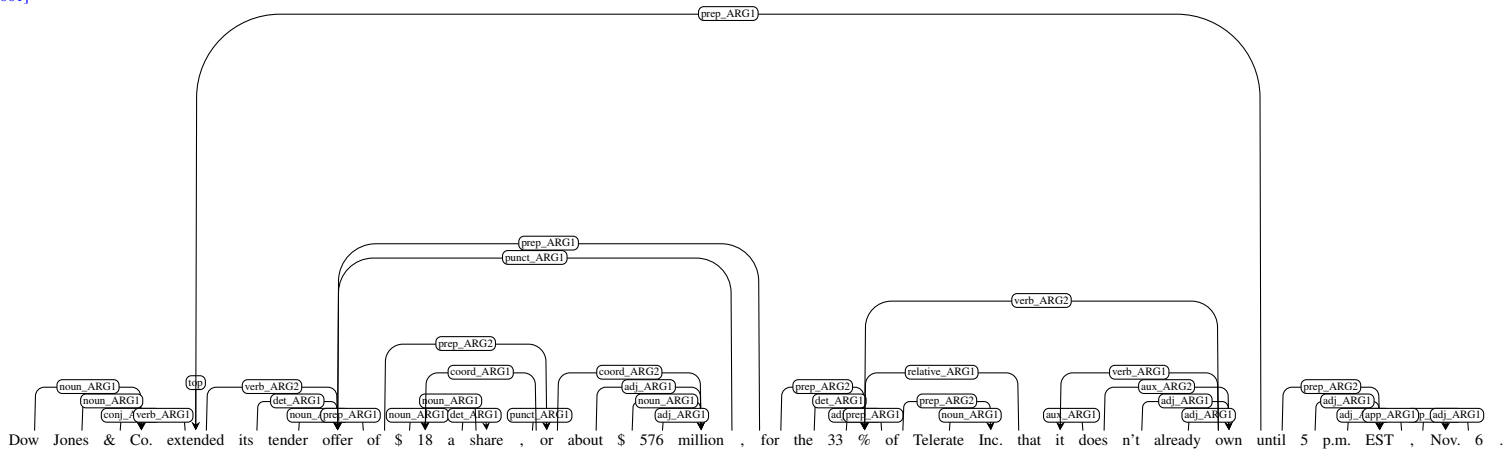 prep_ARG1
prep_ARG1
punct_ARG1
verb_ARG2
prep_ARG2
coord_ARG1 coord_ARG2 relative_ARG1 verb_ARG1
top
noun_ARG1 verb_ARG2 adj_ARG1 prep_ARG2 aux_ARG2 prep_ARG2
noun_ARG1 det_ARG1 noun_ARG1 noun_ARG1 det_ARG1 prep_ARG2 adj_ARG1 adj_ARG1
verb_ARG1 prep_ARG1 noun_ARG1 det_ARG1 punct_ARG1 adj_ARG1 prep_ARG1 noun_ARG1 aux_ARG1 adj_ARG1 app_ARG1 adj_ARG1
Dow Jones & Co. extended its tender offer of $ 18 a share , or about $ 576 million , for the 33 % of Telerate Inc. that it does n't already own until 5 p.m. EST , Nov. 6 .